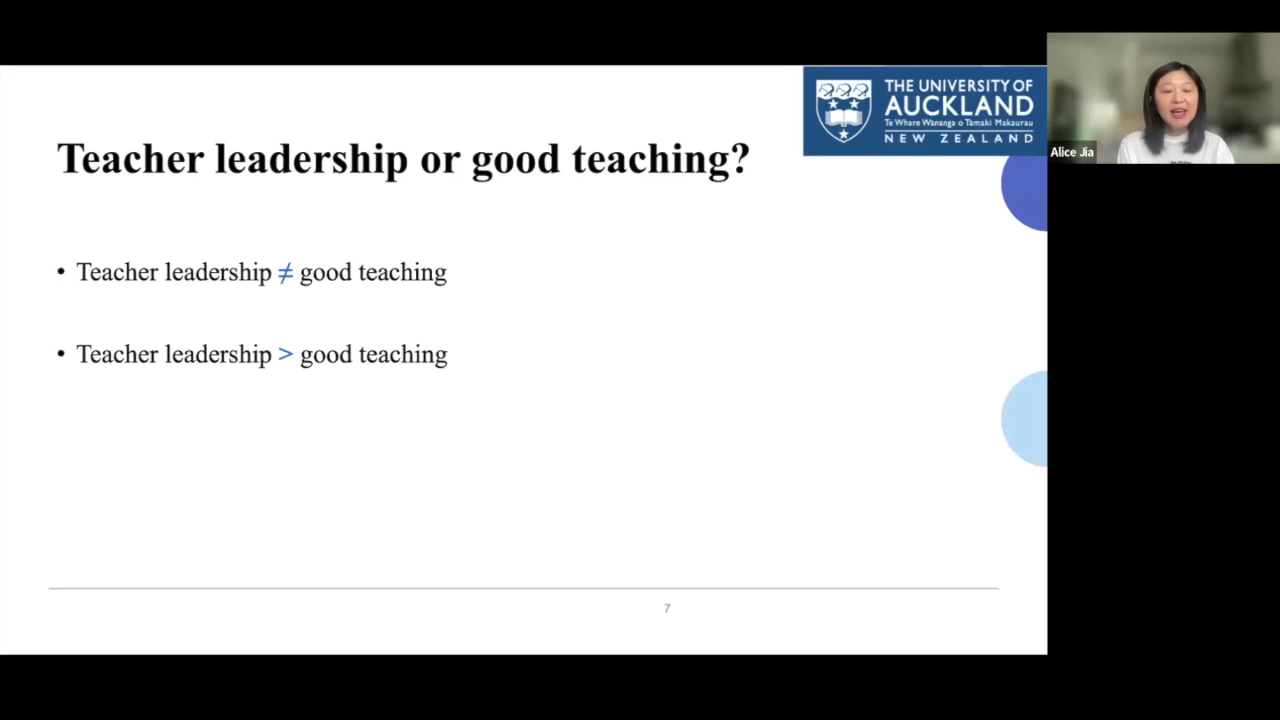 THE UNIVERSITY OF
AUCKLAND
Te Whare Wānanga o Tāmaki Makaurau
NEW ZEALAND
Alice Jia
Teacher leadership or good teaching?
• Teacher leadership ≠ good teaching
• Teacher leadership > good teaching
7